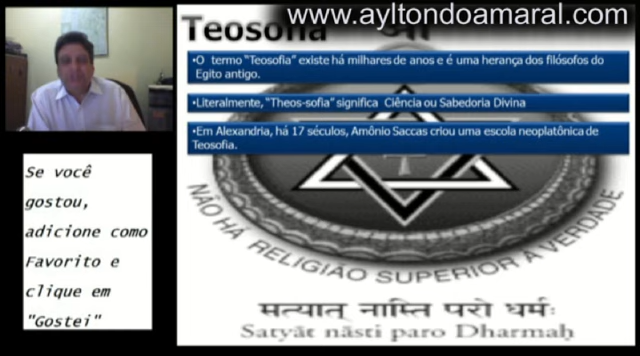 www.ayltondoamaral.com
Teosofia
•O termo "Teosofia" existe há milhares de anos e é uma herança dos filósofos do
Egito antigo.
•Literalmente, "Theos-sofia" significa Ciência ou Sabedoria Divina
•Em Alexandria, há 17 séculos, Amônio Saccas criou uma escola neoplatônica de
Teosofia.
NÃO HÁ RELIGIÃO SUPERIOR À VERDADE
सत्यात् नास्ति परो धर्मः
Satyāt nāsti paro Dharmaḥ
Se você
gostou,
adicione como
Favorito e
clique em
"Gostei"